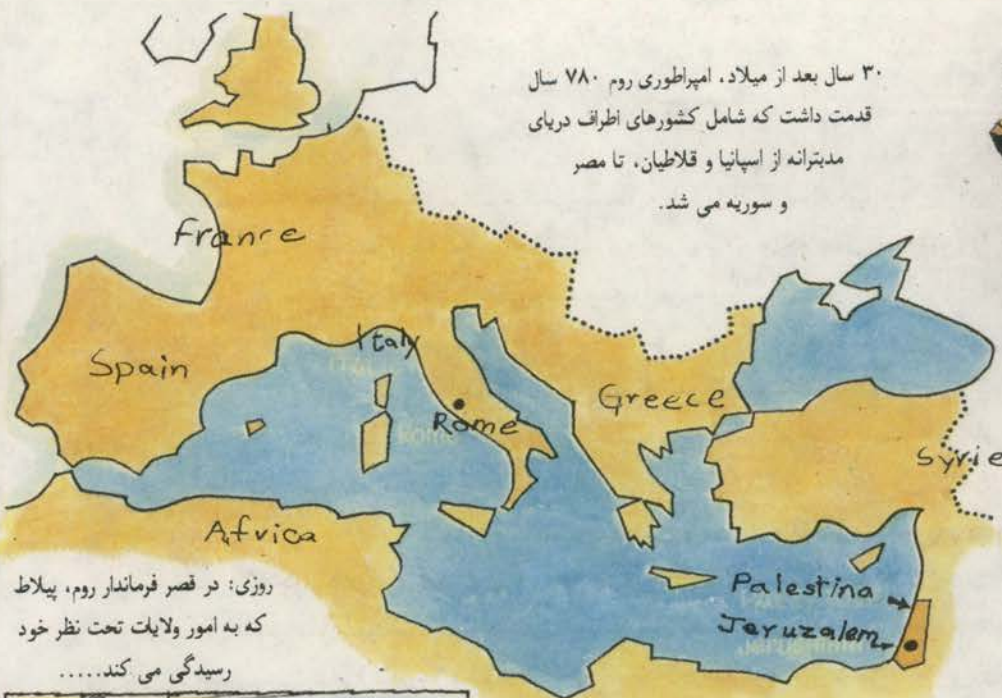 ۳۰ سال بعد از میلاد، امپراطوری روم ۷۸۰ سال
قدمت داشت که شامل کشورهای اطراف دریای
مدیترانه از اسپانیا و قلاطیان، تا مصر
و سوریه می شد.
France
Spain
Italy
Rome
Greece
Syrie
Africa
Palestina
Jeruzalem
روزی: در قصر فرماندار روم، پیلاط
که به امور ولایات تحت نظر خود
رسیدگی می کند.....